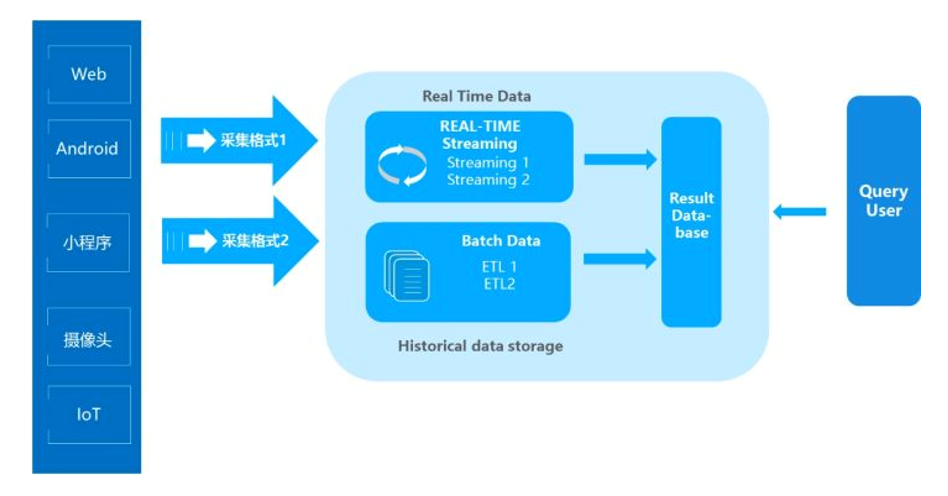 Web
Android
小程序
摄像头
IoT
采集格式1
采集格式2
Real Time Data
REAL-TIME
Streaming
Streaming 1
Streaming 2
Batch Data
ETL 1
ETL2
Historical data storage
Result
Data-
base
Query
User